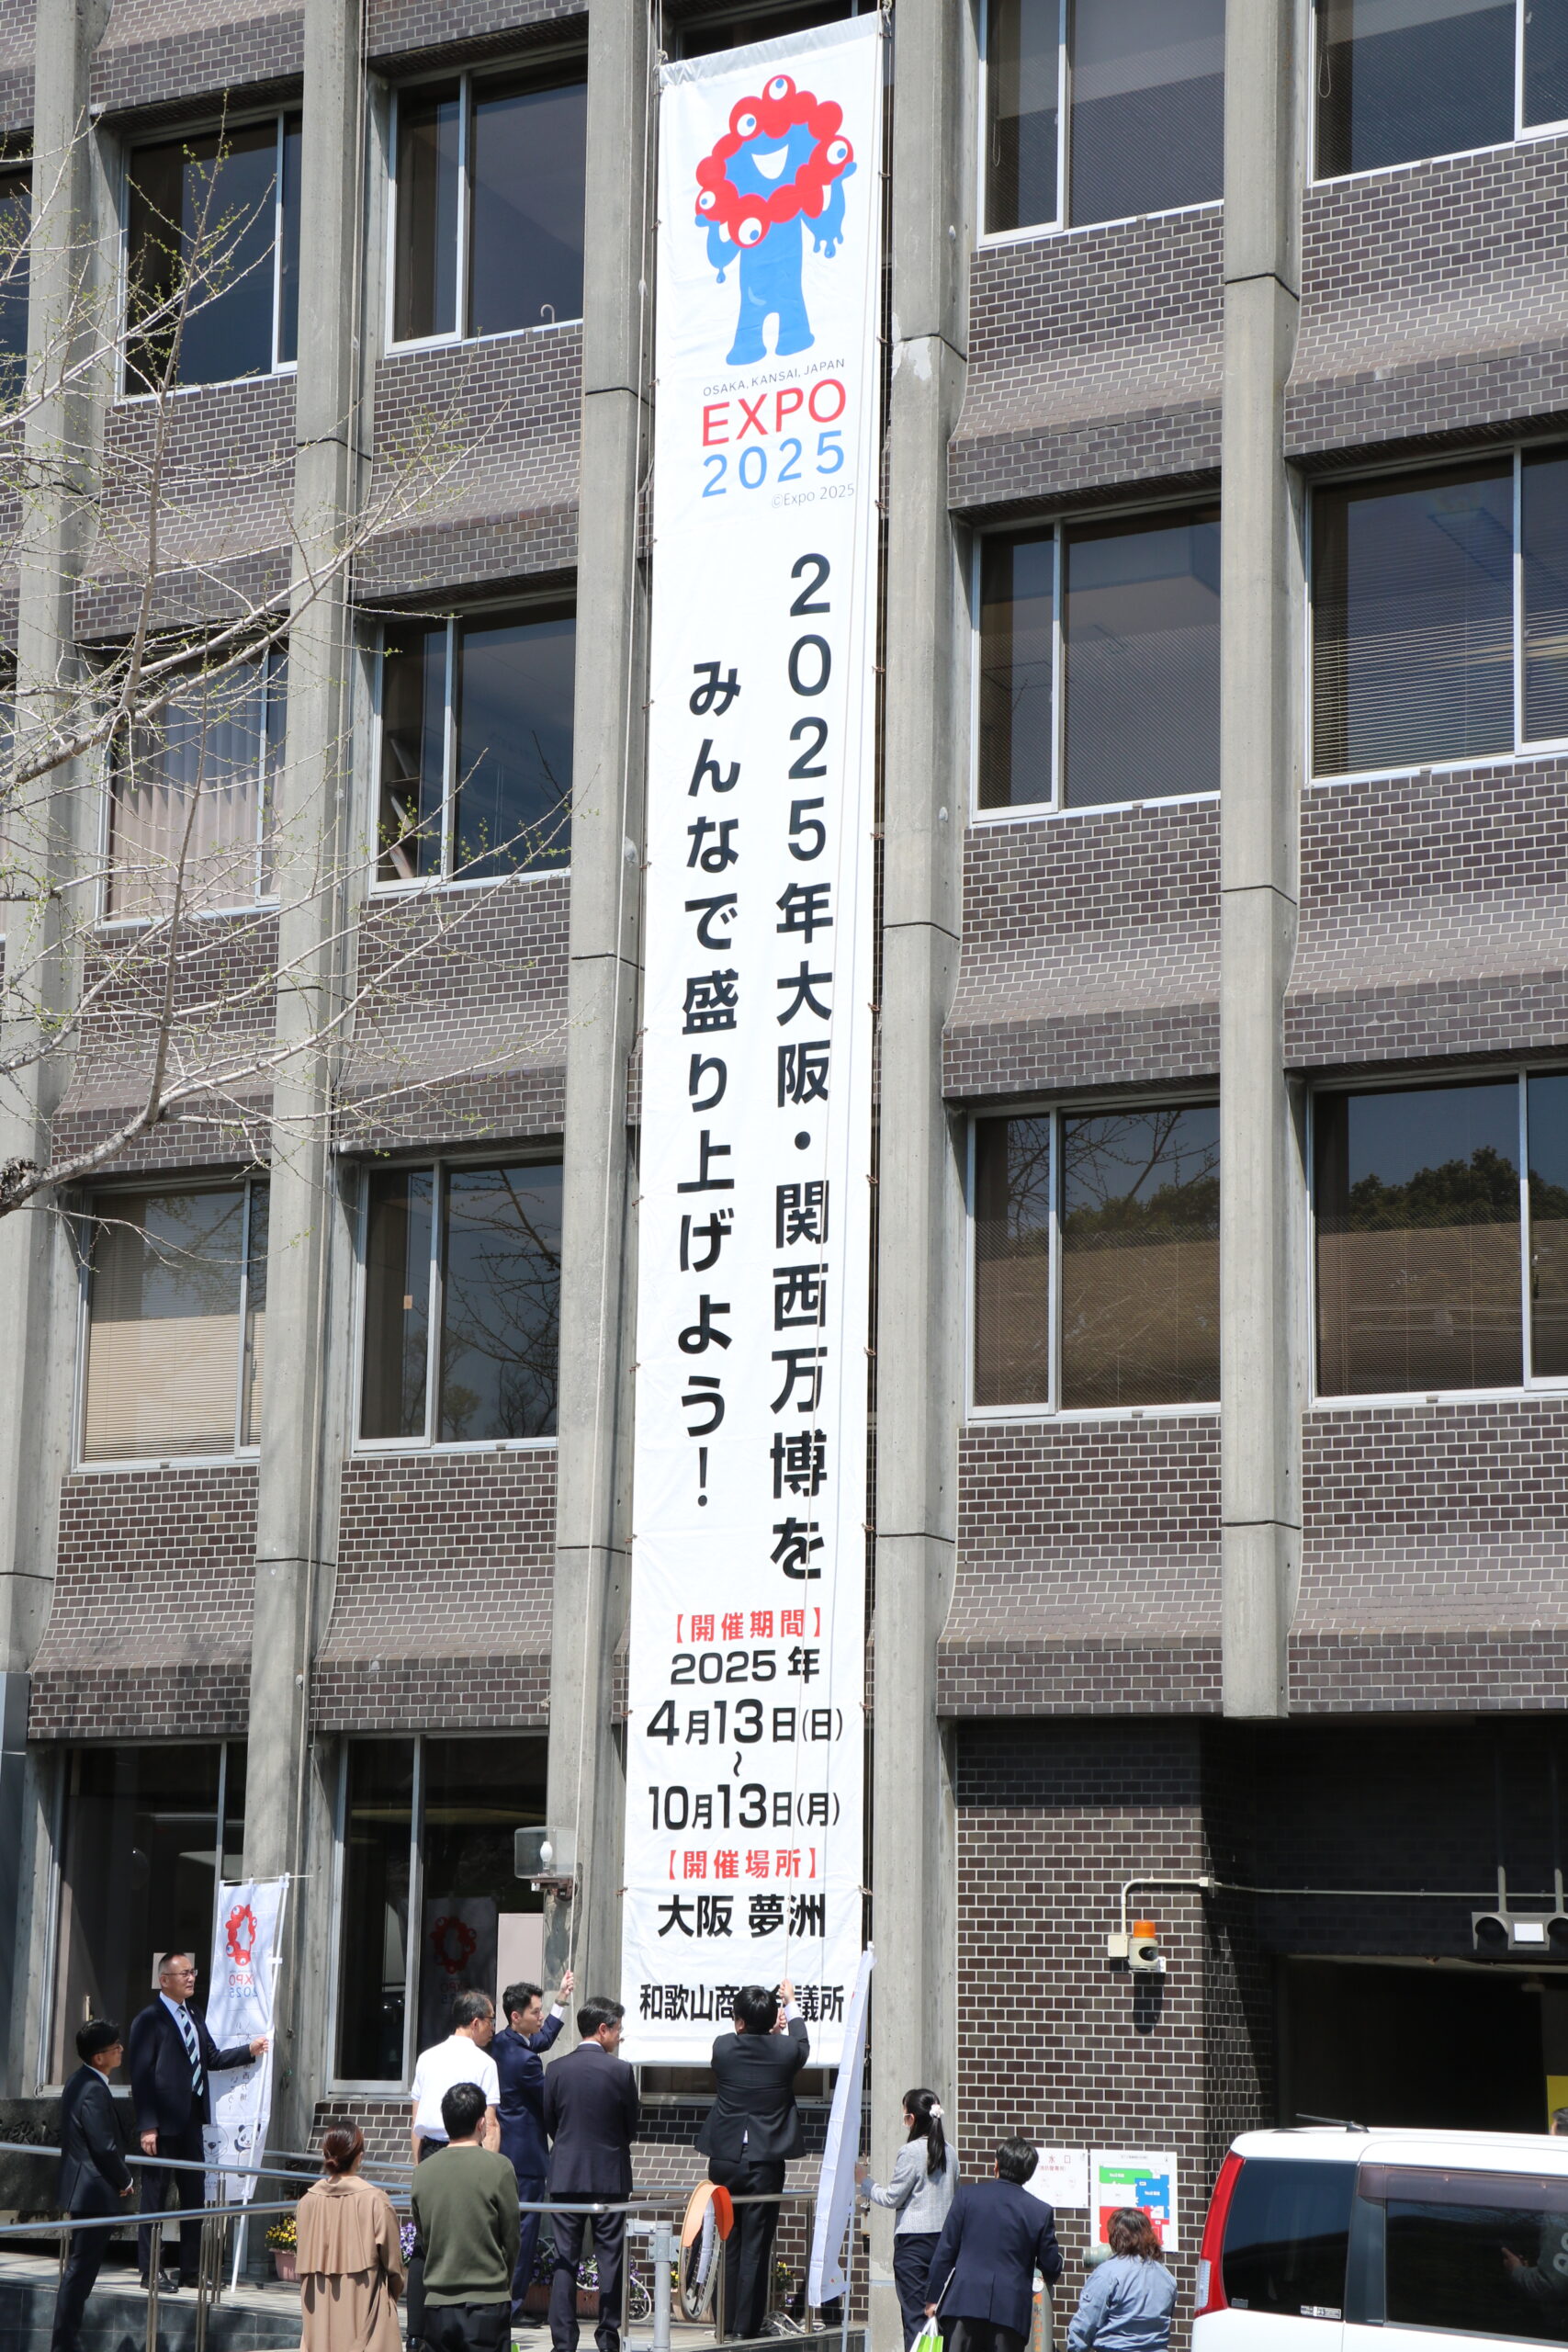 OSAKA, KANSAI, JAPAN
EXPO
2025
©Expo 2025
2025年大阪・関西万博を
みんなで盛り上げよう!
【開催期間】
2025年
4月13日(日)
~
10月13日(月)
【開催場所】
大阪 夢洲
和歌山商 議所
EXPO
2025